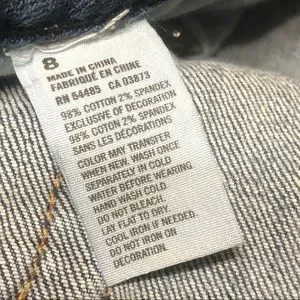 8
MADE IN CHINA
FABRIQUÉ EN CHINE
RN 54485 CA 03873
98% COTTON 2% SPANDEX
EXCLUSIVE OF DECORATION
98% COTTON 2% SPANDEX
SANS LES DÉCORATIONS
COLOR MAY TRANSFER
WHEN NEW. WASH ONCE
SEPARATELY IN COLD
WATER BEFORE WEARING
HAND WASH COLD.
DO NOT BLEACH.
LAY FLAT TO DRY.
COOL IRON IF NEEDED.
DO NOT IRON ON
DECORATION.